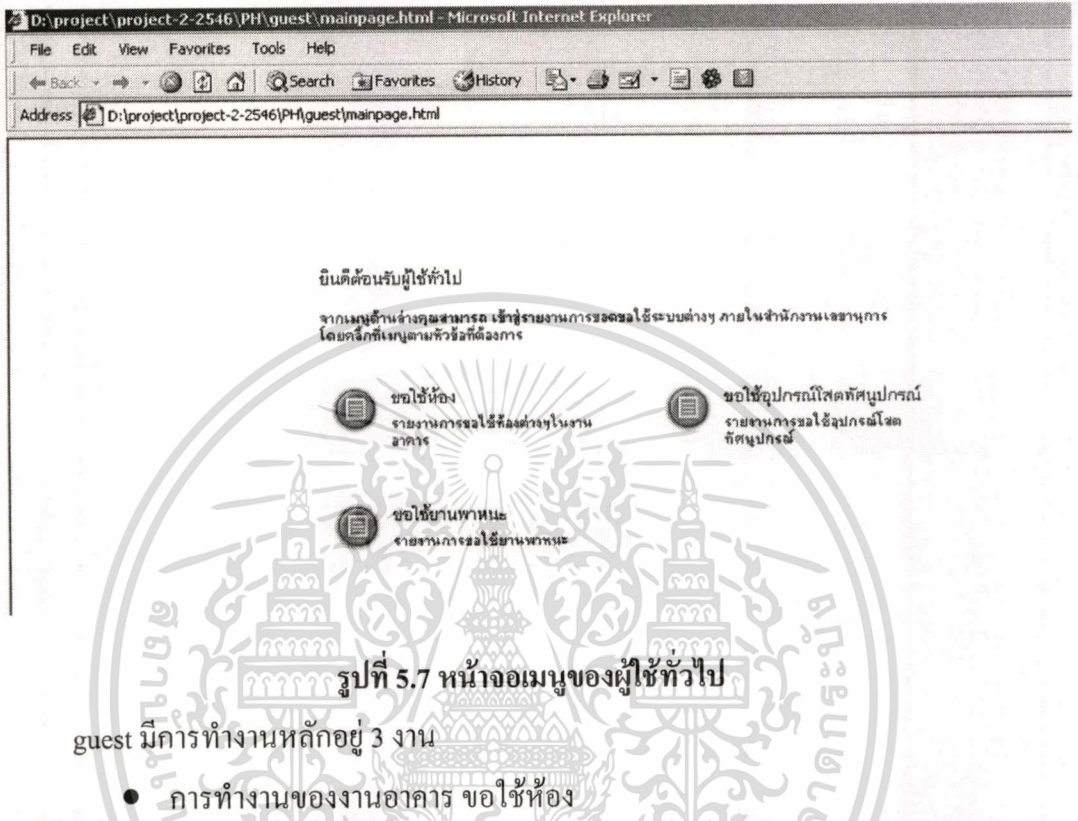 D:\project\project-2-2546\PH\guest\mainpage.html - Microsoft Internet Explorer
File Edit View Favorites Tools Help
Back Search Favorites History
Address D:\project\project-2-2546\PH\guest\mainpage.html
ยินดีต้อนรับผู้ใช้ทั่วไป
จากเมนูด้านล่างคุณสามารถ เข้าสู่รายงานการขอใช้ระบบต่างๆ ภายในสำนักงานเลขานุการ
โดยคลิ๊กที่เมนูตามหัวข้อที่ต้องการ
ขอใช้ห้อง
รายงานการขอใช้ห้องต่างๆในงาน
อาคาร
ขอใช้อุปกรณ์โสตทัศนูปกรณ์
รายงานการขอใช้อุปกรณ์โสต
ทัศนูปกรณ์
ขอใช้ยานพาหนะ
รายงานการขอใช้ยานพาหนะ
รูปที่ 5.7 หน้าจอเมนูของผู้ใช้ทั่วไป
guest มีการทำงานหลักอยู่ 3 งาน
● การทำงานของงานอาคาร ขอใช้ห้อง